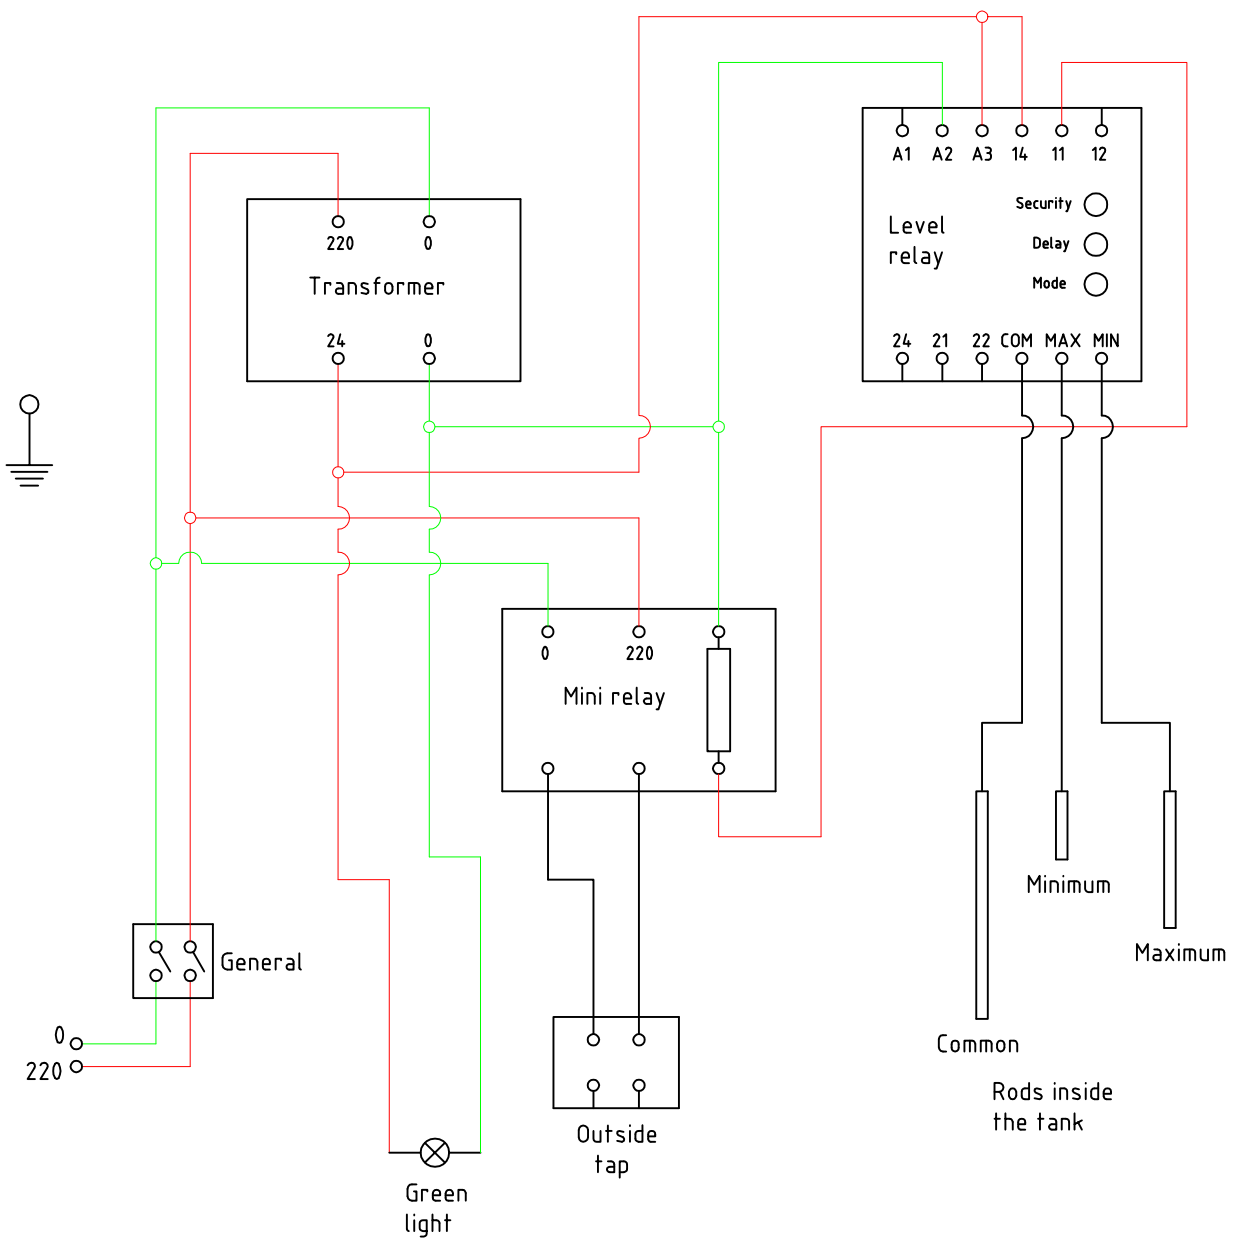 A1 A2 A3 14 11 12
Security
Level
relay
Delay
Mode
24 21 22 COM MAX MIN
220 0
Transformer
24 0
0 220
Mini relay
General
0
220
Minimum
Maximum
Common
Rods inside
the tank
Outside
tap
Green
light